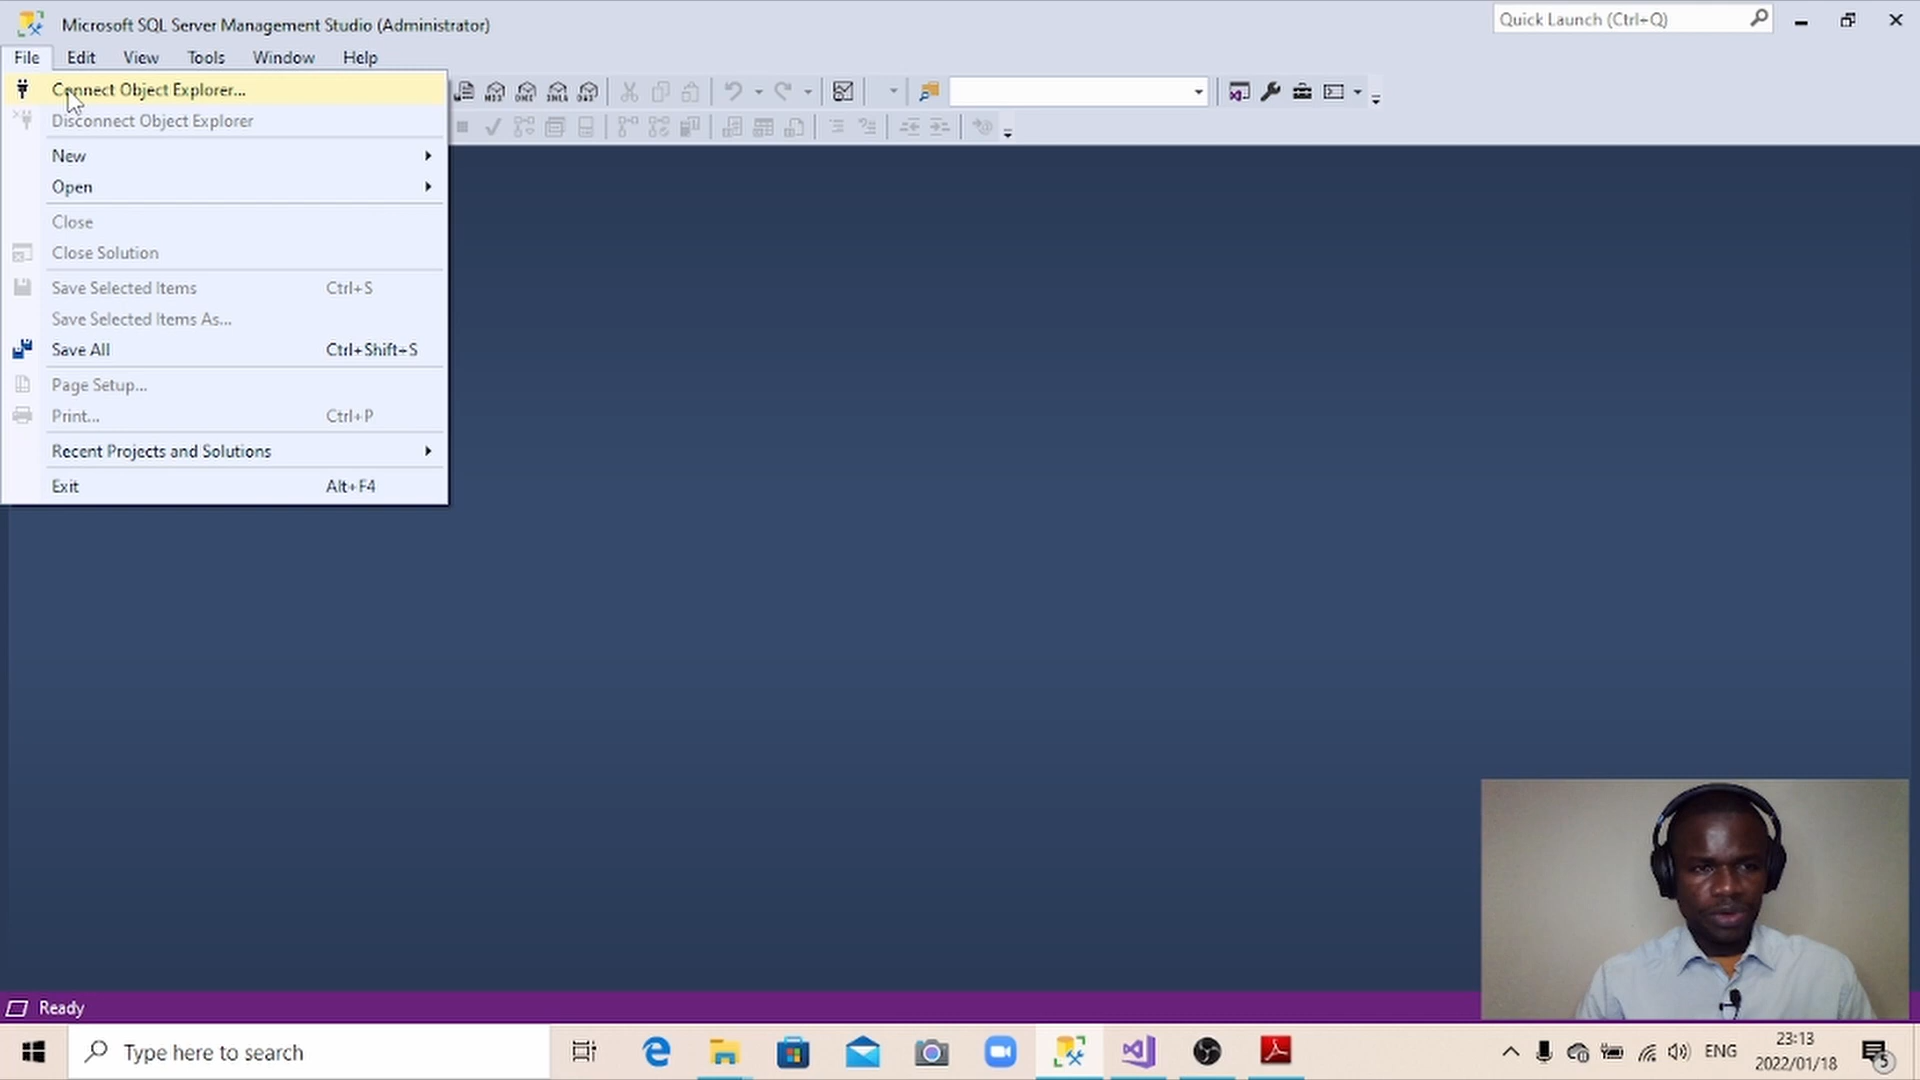 Microsoft SQL Server Management Studio (Administrator)
Quick Launch (Ctrl+Q)
File Edit View Tools Window Help
Connect Object Explorer...
Disconnect Object Explorer
New
Open
Close
Close Solution
Save Selected Items Ctrl+S
Save Selected Items As...
Save All Ctrl+Shift+S
Page Setup...
Print... Ctrl+P
Recent Projects and Solutions
Exit Alt+F4
Ready
Type here to search
ENG
23:13
2022/01/18
5